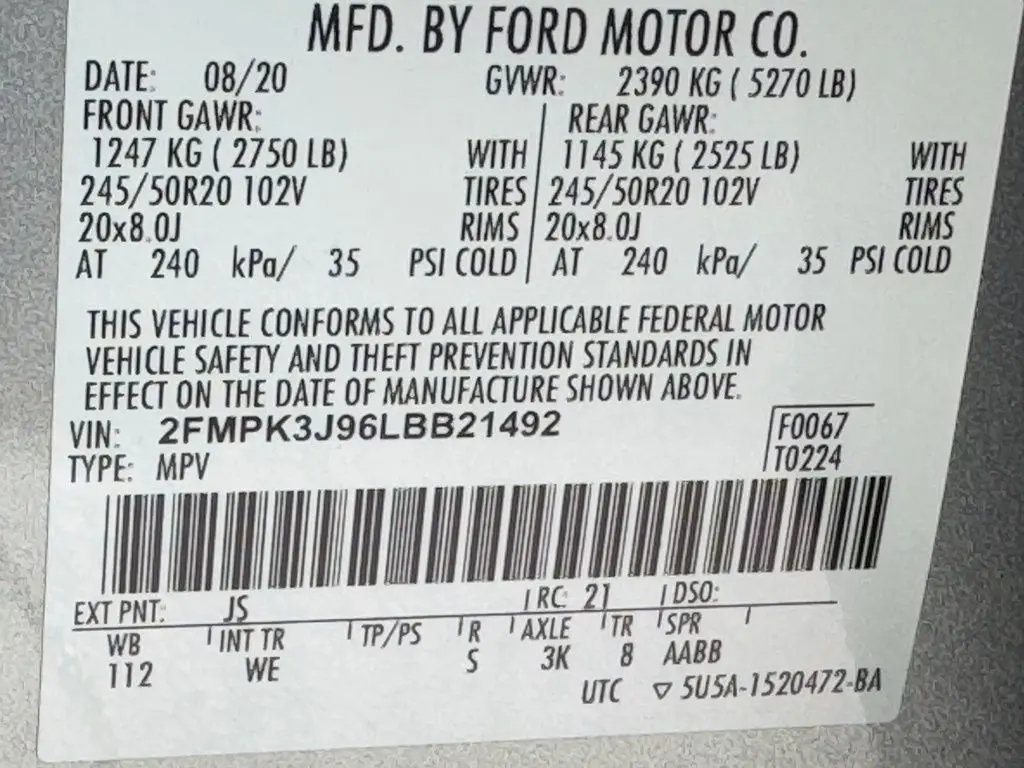 MFD. BY FORD MOTOR CO.
DATE: 08/20 GVWR: 2390 KG ( 5270 LB)
FRONT GAWR: REAR GAWR:
1247 KG ( 2750 LB) WITH 1145 KG ( 2525 LB) WITH
245/50R20 102V TIRES 245/50R20 102V TIRES
20x8.0J RIMS 20x8.0J RIMS
AT 240 kPa/ 35 PSI COLD AT 240 kPa/ 35 PSI COLD
THIS VEHICLE CONFORMS TO ALL APPLICABLE FEDERAL MOTOR
VEHICLE SAFETY AND THEFT PREVENTION STANDARDS IN
EFFECT ON THE DATE OF MANUFACTURE SHOWN ABOVE.
VIN: 2FMPK3J96LBB21492 F0067
TYPE: MPV T0224
EXT PNT: JS RC: 21 DSO:
WB INT TR TP/PS R AXLE TR SPR
112 WE S 3K 8 AABB
UTC ▽ 5U5A-1520472-BA